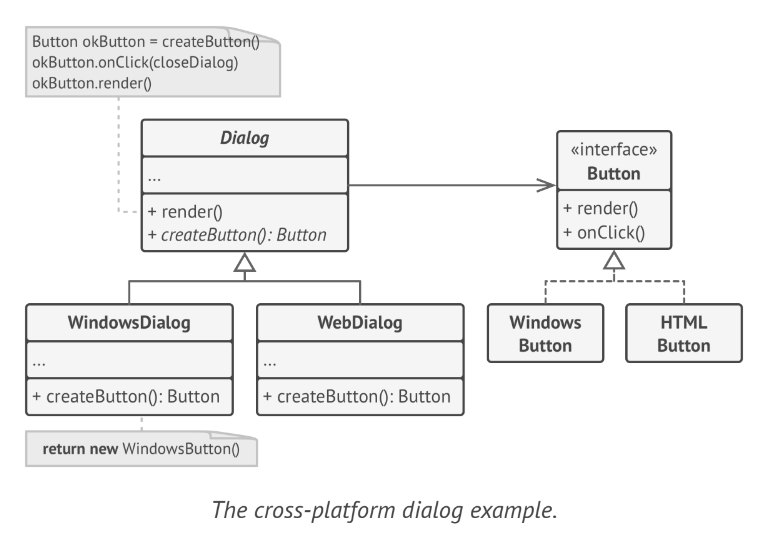 Button okButton = createButton()
okButton.onClick(closeDialog)
okButton.render()
Dialog
...
+ render()
+ createButton(): Button
«interface»
Button
+ render()
+ onClick()
WindowsDialog
...
+ createButton(): Button
WebDialog
...
+ createButton(): Button
Windows
Button
HTML
Button
return new WindowsButton()
The cross-platform dialog example.